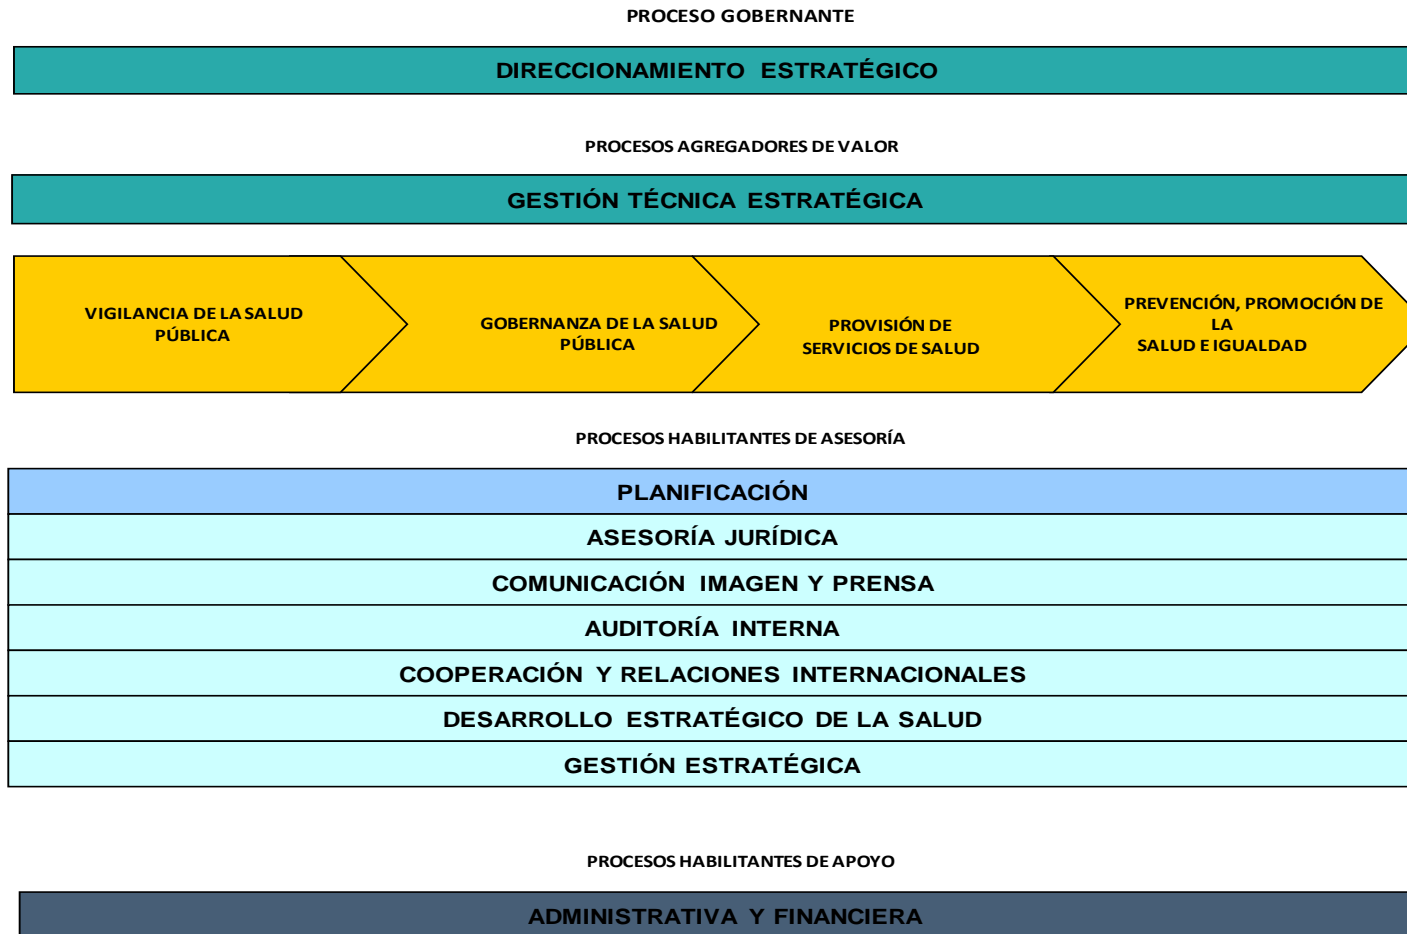 PROCESO GOBERNANTE
DIRECCIONAMIENTO ESTRATÉGICO
PROCESOS AGREGADORES DE VALOR
GESTIÓN TÉCNICA ESTRATÉGICA
VIGILANCIA DE LA SALUD
PÚBLICA
GOBERNANZA DE LA SALUD
PÚBLICA
PROVISIÓN DE
SERVICIOS DE SALUD
PREVENCIÓN, PROMOCIÓN DE
LA
SALUD E IGUALDAD
PROCESOS HABILITANTES DE ASESORÍA
PLANIFICACIÓN
ASESORÍA JURÍDICA
COMUNICACIÓN IMAGEN Y PRENSA
AUDITORÍA INTERNA
COOPERACIÓN Y RELACIONES INTERNACIONALES
DESARROLLO ESTRATÉGICO DE LA SALUD
GESTIÓN ESTRATÉGICA
PROCESOS HABILITANTES DE APOYO
ADMINISTRATIVA Y FINANCIERA